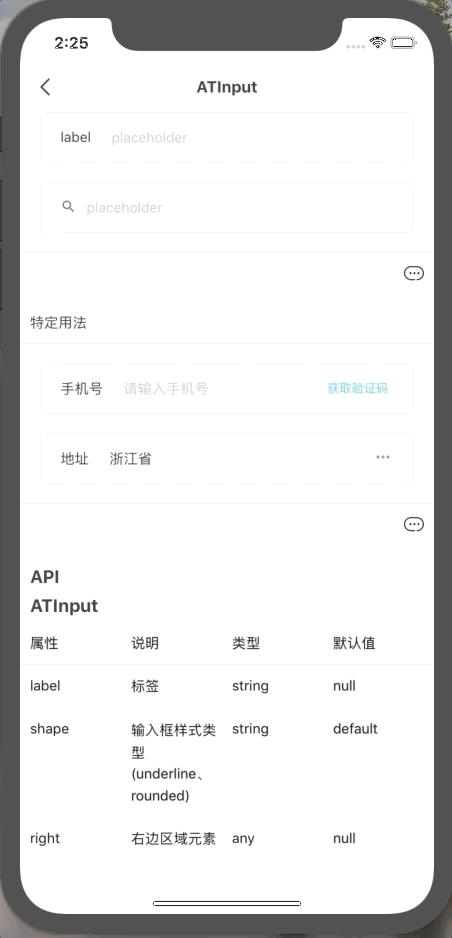 2:25
ATInput
label placeholder
placeholder
特定用法
手机号 请输入手机号 获取验证码
地址 浙江省
API
ATInput
属性 说明 类型 默认值
label 标签 string null
shape 输入框样式类 string default
型
(underline、
rounded)
right 右边区域元素 any null